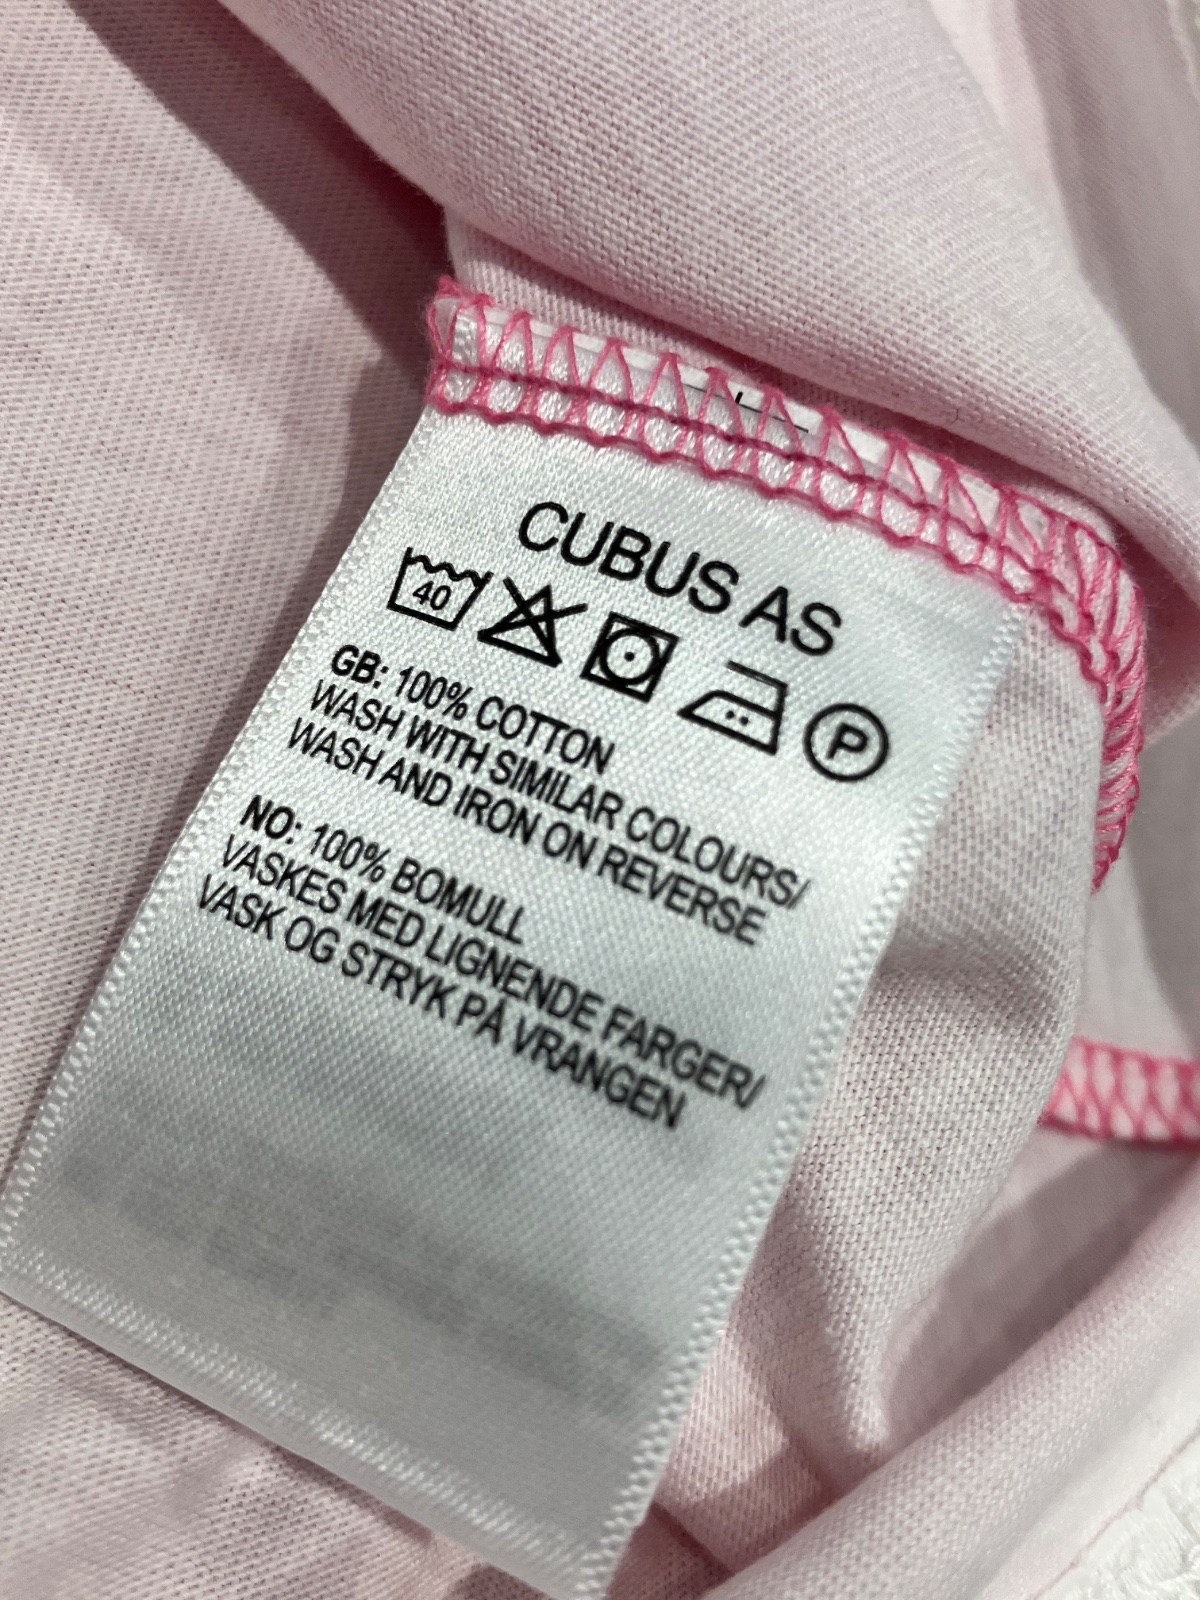 CUBUS AS
40
P
GB: 100% COTTON
WASH WITH SIMILAR COLOURS/
WASH AND IRON ON REVERSE
NO: 100% BOMULL
VASKES MED LIGNENDE FARGER/
VASK OG STRYK PÅ VRANGEN